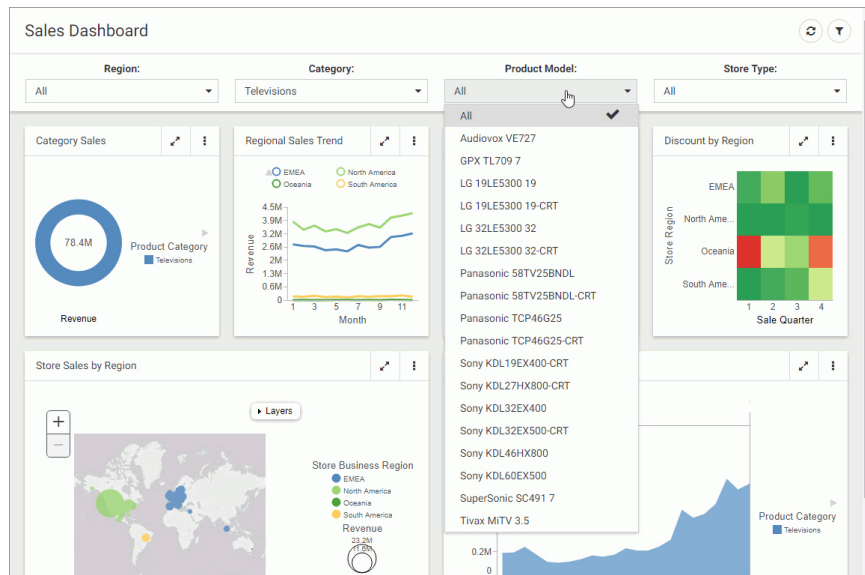 Sales Dashboard
Region:
Category:
Product Model:
Store Type:
All
Televisions
All
All
All
Audiovox VE727
GPX TL709 7
LG 19LE5300 19
LG 19LE5300 19-CRT
LG 32LE5300 32
LG 32LE5300 32-CRT
Panasonic 58TV25BNDL
Panasonic 58TV25BNDL-CRT
Panasonic TCP46G25
Panasonic TCP46G25-CRT
Sony KDL19EX400-CRT
Sony KDL27HX800-CRT
Sony KDL32EX400
Sony KDL32EX500-CRT
Sony KDL46HX800
Sony KDL60EX500
SuperSonic SC491 7
Tivax MiTV 3.5
Category Sales
78.4M
Product Category
Televisions
Revenue
Regional Sales Trend
EMEA
North America
Oceania
South America
4.5M
3.9M
3.2M
2.6M
2M
1.3M
0.6M
0
Revenue
1 3 5 7 9 11
Month
Discount by Region
Store Region
EMEA
North Ame...
Oceania
South Ame...
1 2 3 4
Sale Quarter
Store Sales by Region
+
−
Layers
Store Business Region
EMEA
North America
Oceania
South America
Revenue
23.2M
11.6M
0.2M
0
Product Category
Televisions